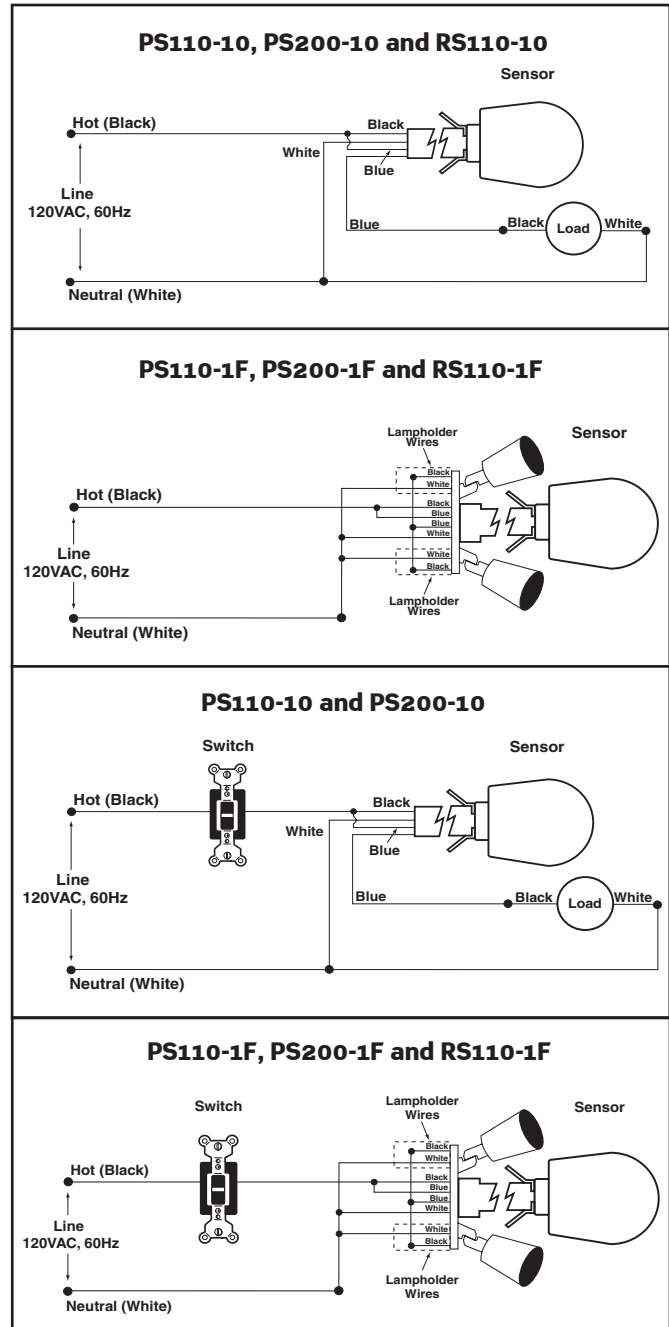 PS110-10, PS200-10 and RS110-10
Sensor
Hot (Black)
Black
White
Blue
Line
120VAC, 60Hz
Blue
Black
Load
White
Neutral (White)
PS110-1F, PS200-1F and RS110-1F
Lampholder
Wires
Sensor
Black
White
Hot (Black)
Black
Blue
Blue
White
Line
120VAC, 60Hz
White
Black
Lampholder
Wires
Neutral (White)
PS110-10 and PS200-10
Switch
Sensor
Hot (Black)
Black
White
Blue
Line
120VAC, 60Hz
Blue
Black
Load
White
Neutral (White)
PS110-1F, PS200-1F and RS110-1F
Switch
Lampholder
Wires
Sensor
Black
White
Hot (Black)
Black
Blue
Blue
White
Line
120VAC, 60Hz
White
Black
Lampholder
Wires
Neutral (White)